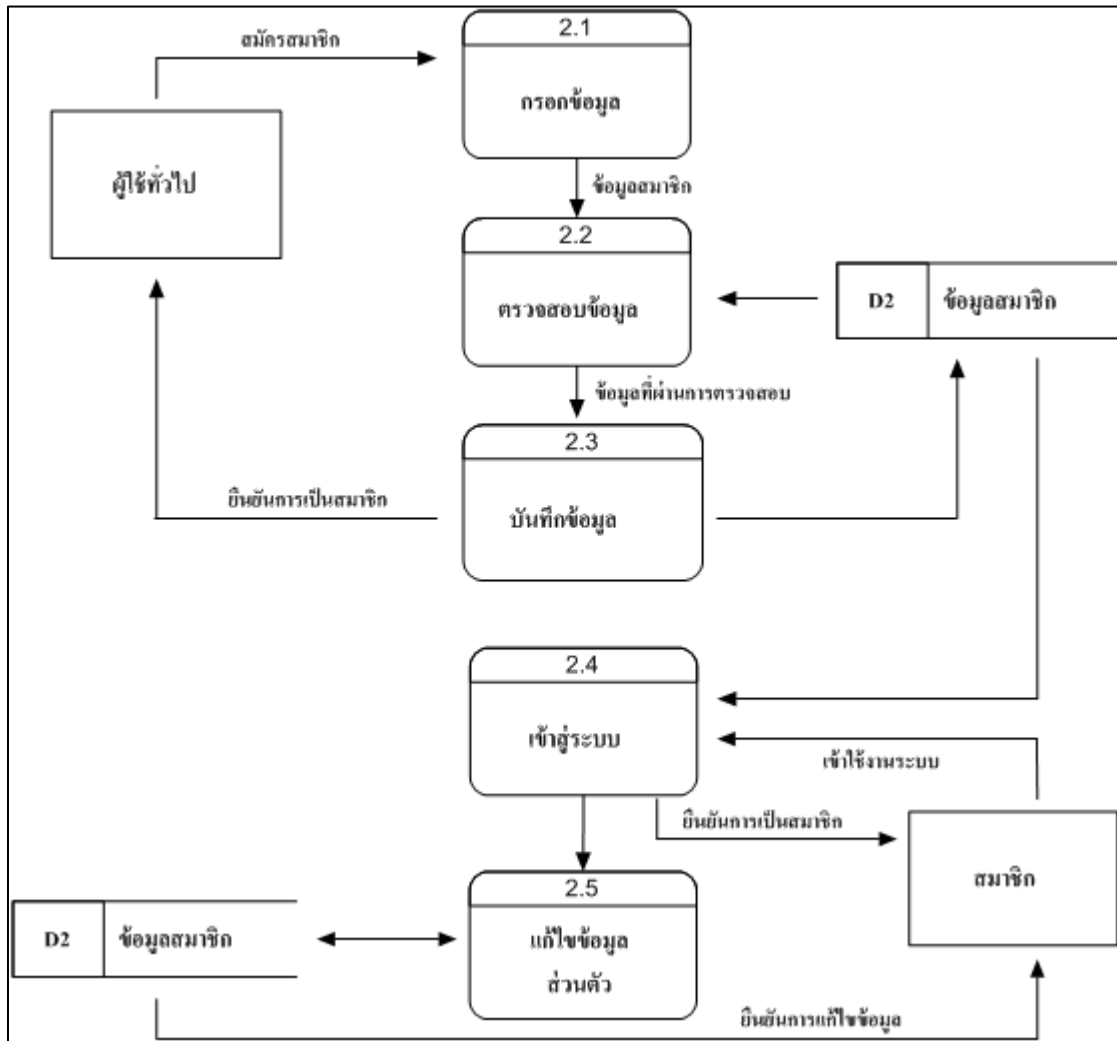 สมัครสมาชิก
2.1
กรอกข้อมูล
ผู้ใช้ทั่วไป
ข้อมูลสมาชิก
2.2
ตรวจสอบข้อมูล
D2
ข้อมูลสมาชิก
ข้อมูลที่ผ่านการตรวจสอบ
2.3
บันทึกข้อมูล
ยืนยันการเป็นสมาชิก
2.4
เข้าสู่ระบบ
เข้าใช้งานระบบ
ยืนยันการเป็นสมาชิก
สมาชิก
2.5
แก้ไขข้อมูล
ส่วนตัว
D2
ข้อมูลสมาชิก
ยืนยันการแก้ไขข้อมูล